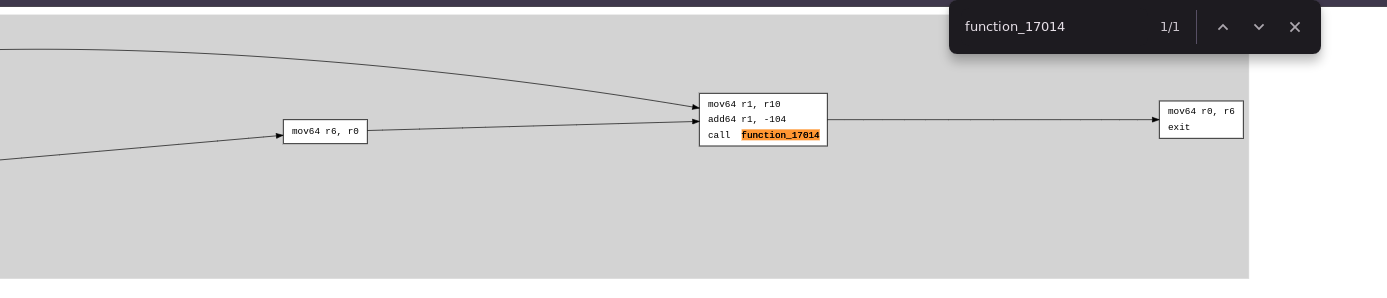 function_17014 1/1
mov64 r6, r0
mov64 r1, r10
add64 r1, -104
call function_17014
mov64 r0, r6
exit